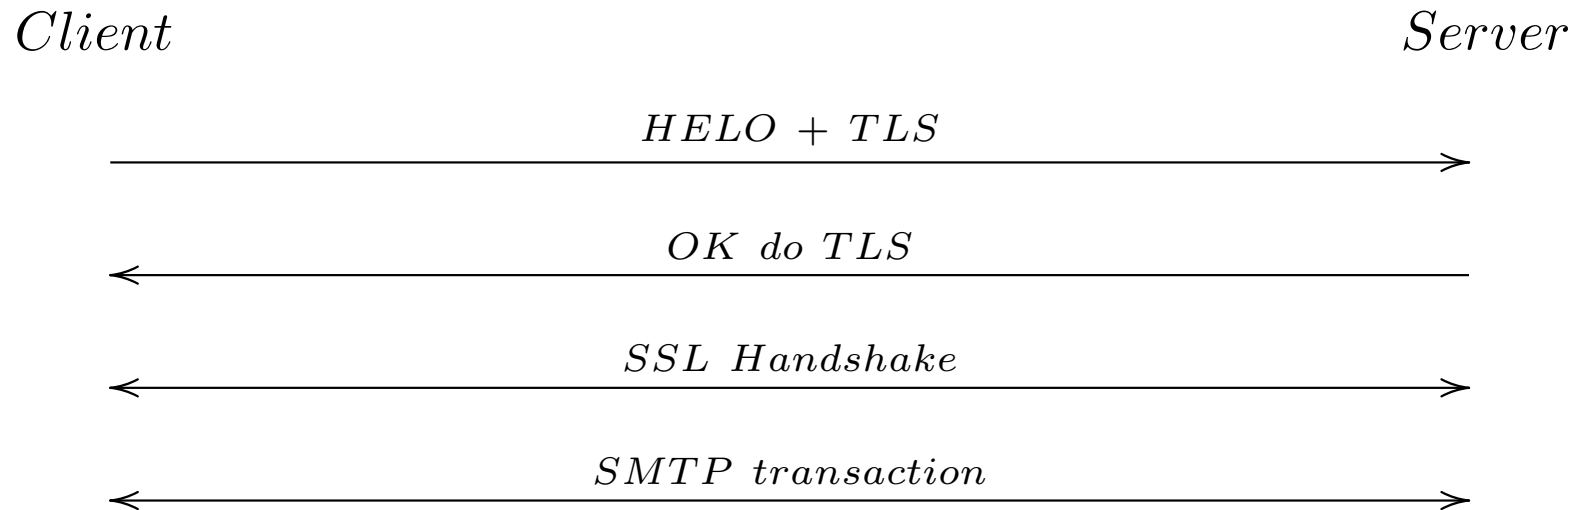 Client Server
HELO + TLS
OK do TLS
SSL Handshake
SMTP transaction